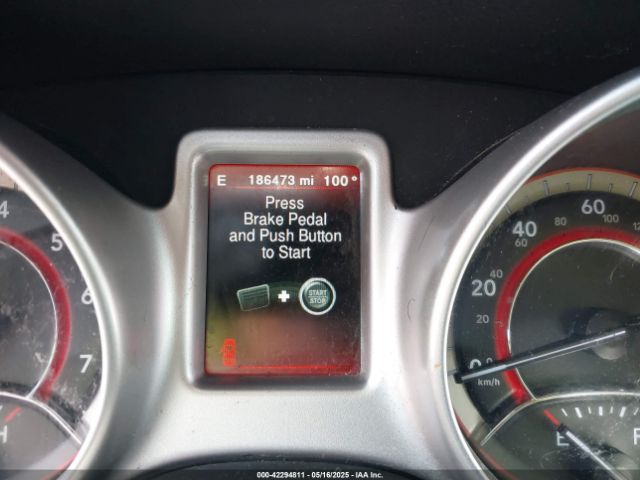 E 186473 mi 100°
Press
Brake Pedal
and Push Button
to Start
START
STOP
4
5
6
7
H
0
20
40
60
20
40
60
80
100
km/h
E
F
000-42294811 - 05/16/2025 - IAA Inc.